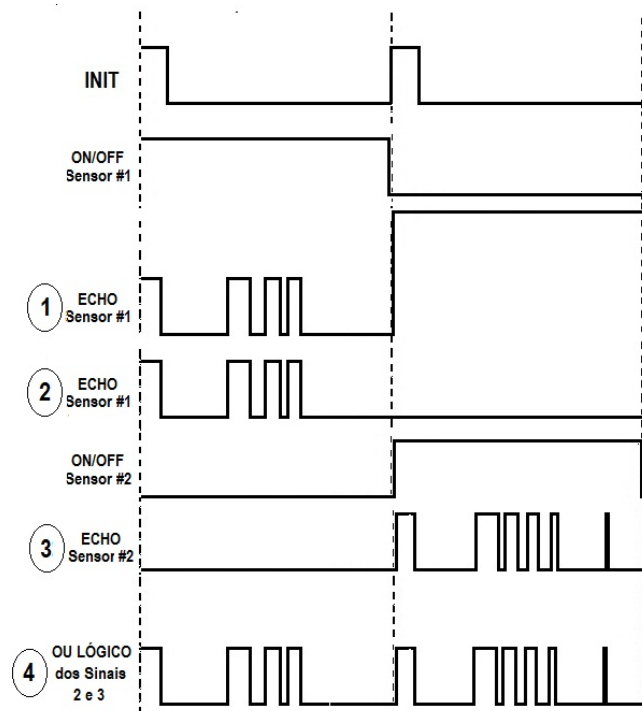 INIT
ON/OFF
Sensor #1
1
ECHO
Sensor #1
2
ECHO
Sensor #1
ON/OFF
Sensor #2
3
ECHO
Sensor #2
4
OU LÓGICO
dos Sinais
2 e 3